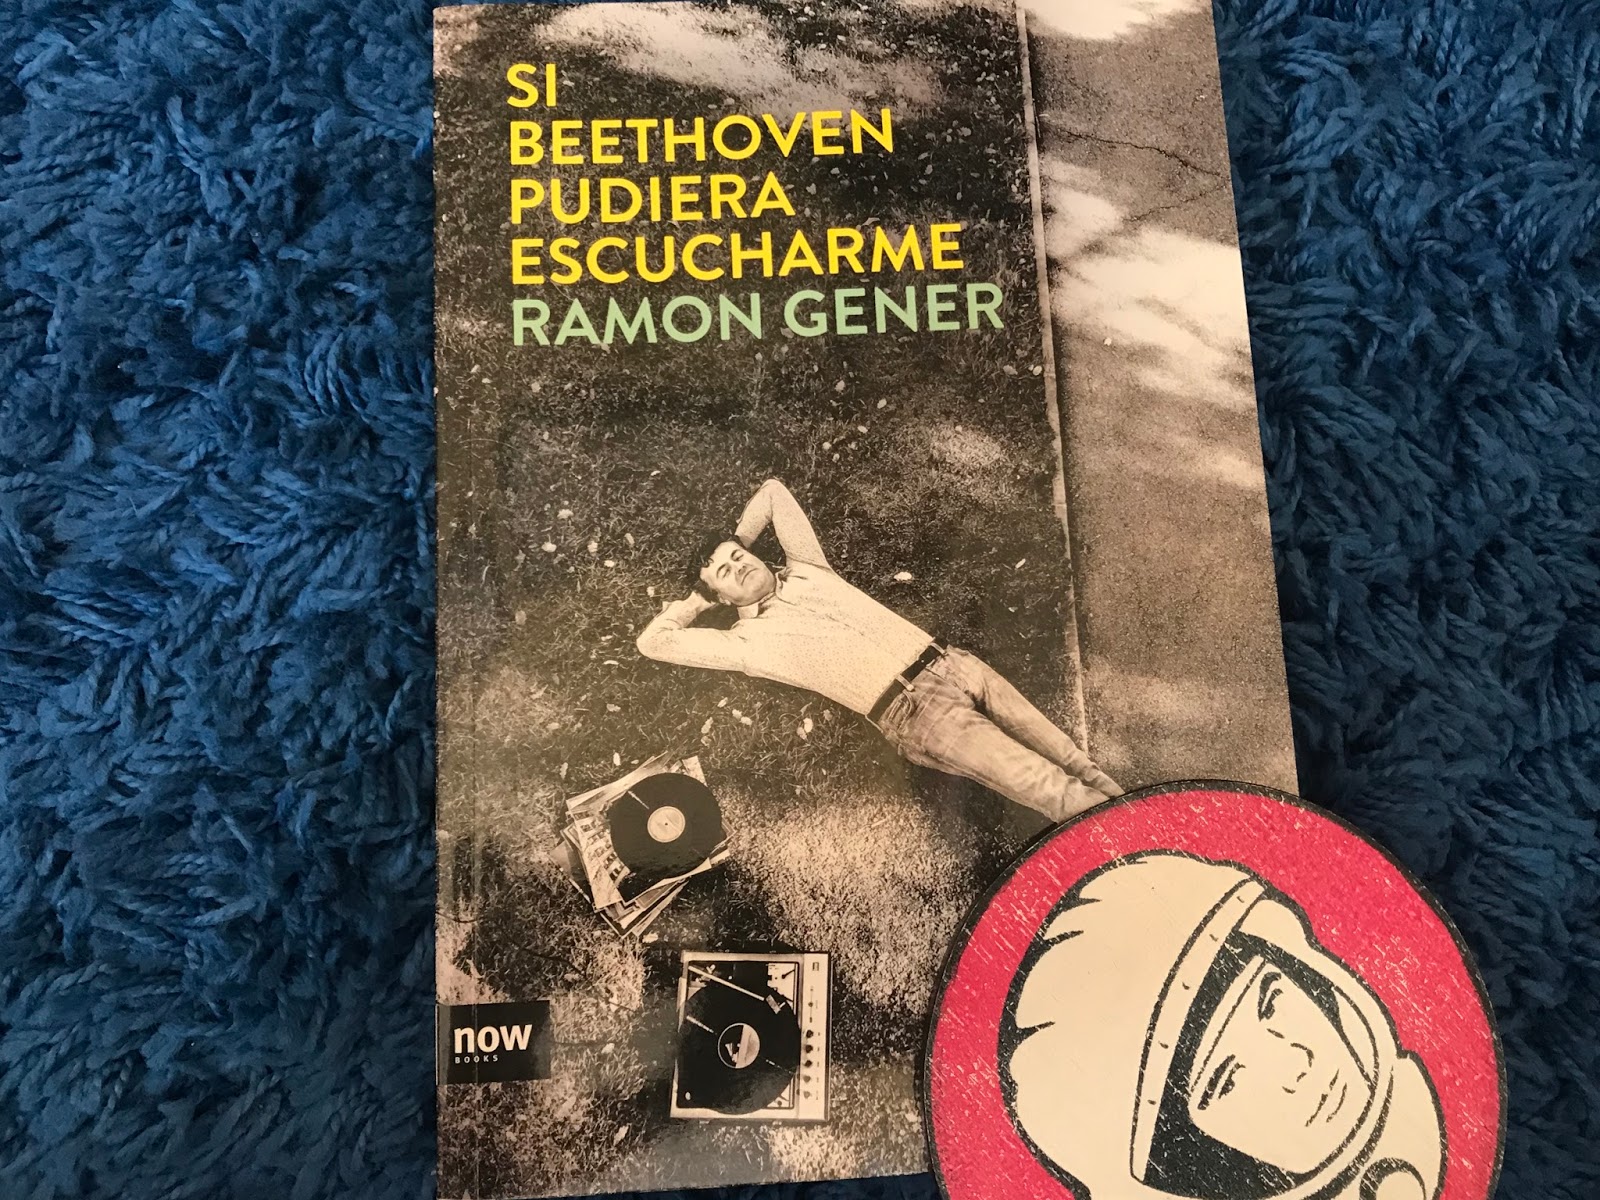 SI
BEETHOVEN
PUDIERA
ESCUCHARME
RAMON GENER
now
BOOKS